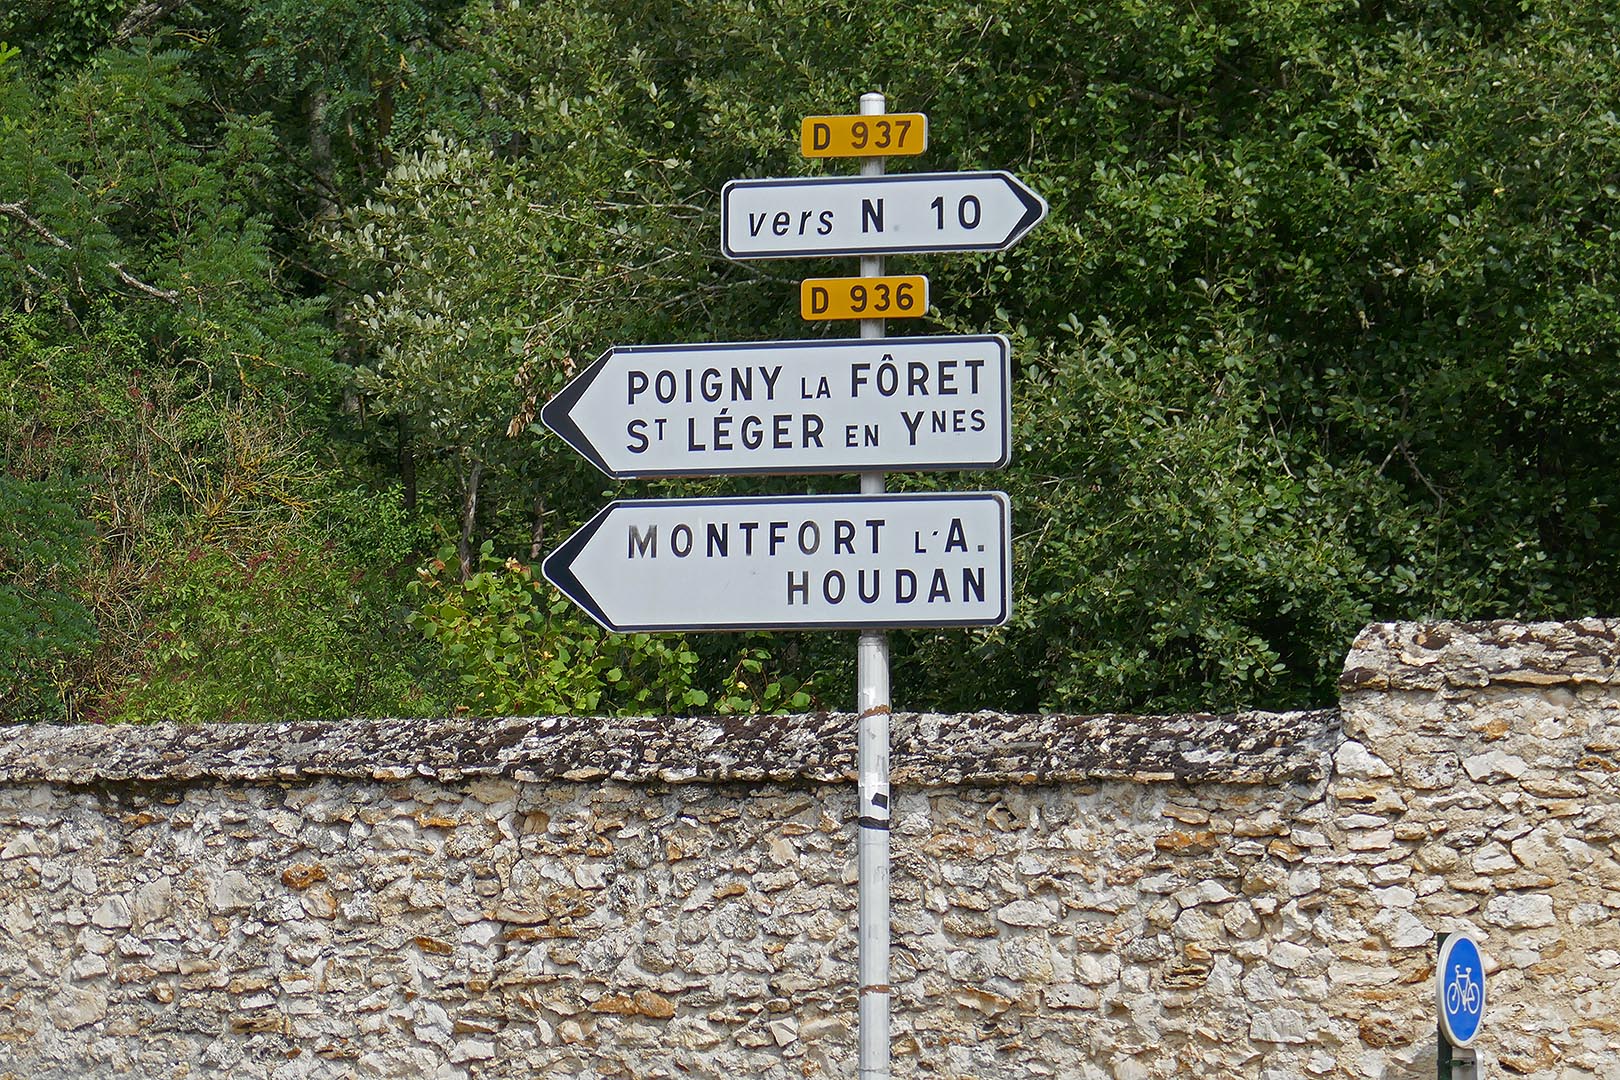 D 937
vers N 10
D 936
POIGNY LA FÔRET
ST LÉGER EN YNES
MONTFORT L'A.
HOUDAN